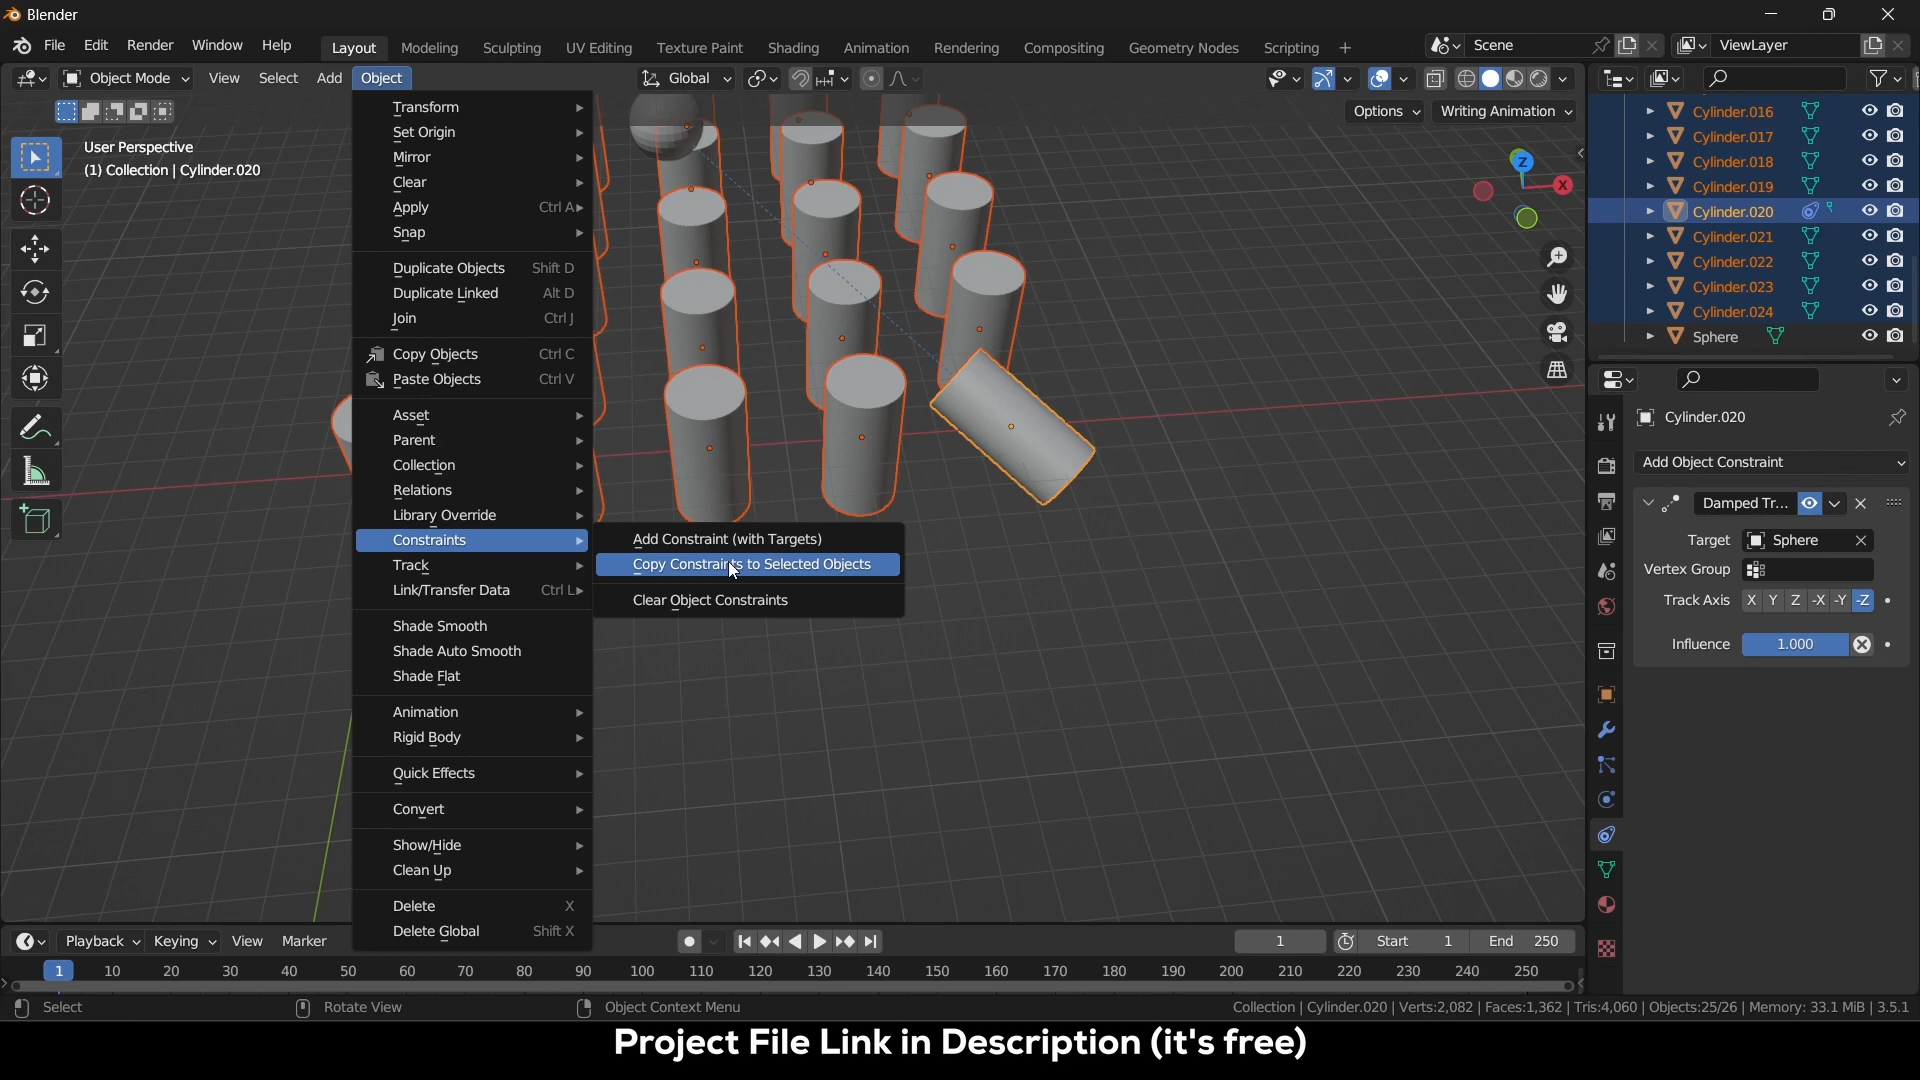 Blender
File Edit Render Window Help Layout Modeling Sculpting UV Editing Texture Paint Shading Animation Rendering Compositing Geometry Nodes Scripting + Scene ViewLayer
Object Mode View Select Add Object Global
Options Writing Animation
User Perspective
(1) Collection | Cylinder.020
Z
X
Transform
Set Origin
Mirror
Clear
Apply Ctrl A
Snap
Duplicate Objects Shift D
Duplicate Linked Alt D
Join Ctrl J
Copy Objects Ctrl C
Paste Objects Ctrl V
Asset
Parent
Collection
Relations
Library Override
Constraints
Track
Link/Transfer Data Ctrl L
Shade Smooth
Shade Auto Smooth
Shade Flat
Animation
Rigid Body
Quick Effects
Convert
Show/Hide
Clean Up
Delete X
Delete Global Shift X
Add Constraint (with Targets)
Copy Constraints to Selected Objects
Clear Object Constraints
Cylinder.016
Cylinder.017
Cylinder.018
Cylinder.019
Cylinder.020
Cylinder.021
Cylinder.022
Cylinder.023
Cylinder.024
Sphere
Cylinder.020
Add Object Constraint
Damped Tr...
Target Sphere
Vertex Group
Track Axis X Y Z -X -Y -Z
Influence 1.000
Playback Keying View Marker 1 Start 1 End 250
1 10 20 30 40 50 60 70 80 90 100 110 120 130 140 150 160 170 180 190 200 210 220 230 240 250
Select Rotate View Object Context Menu Collection | Cylinder.020 | Verts:2,082 | Faces:1,362 | Tris:4,060 | Objects:25/26 | Memory: 33.1 MiB | 3.5.1
Project File Link in Description (it's free)